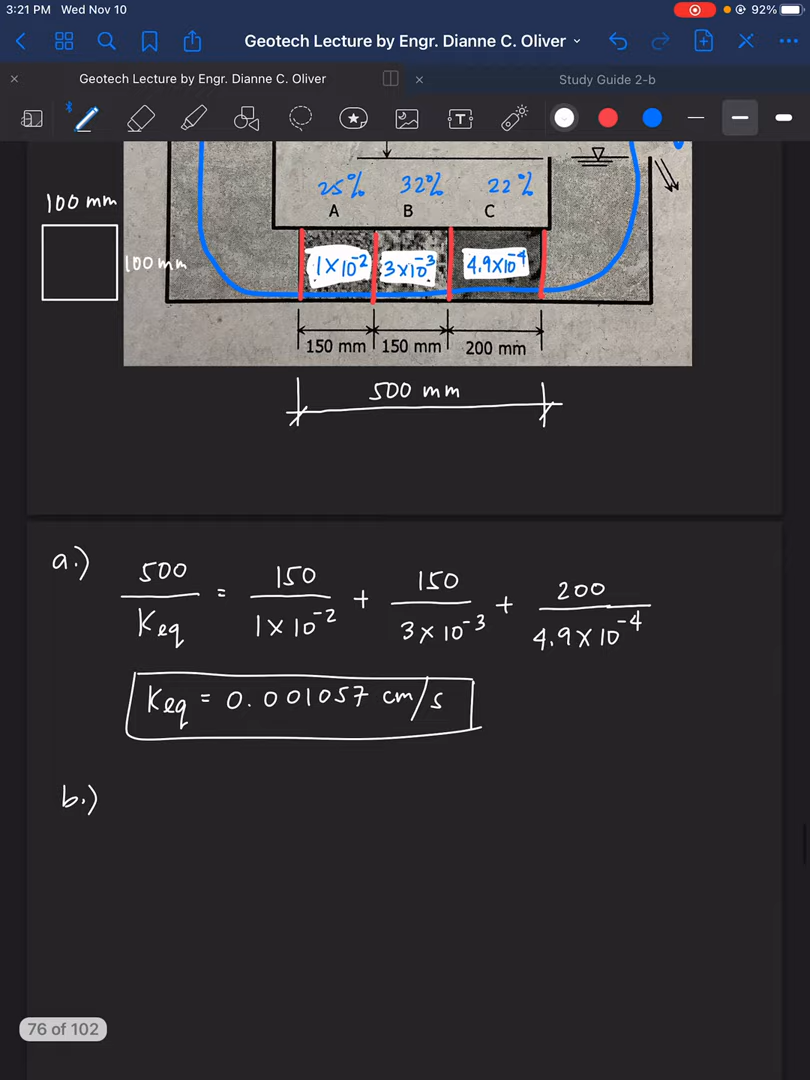 3:21 PM Wed Nov 10
92%
Geotech Lecture by Engr. Dianne C. Oliver
Geotech Lecture by Engr. Dianne C. Oliver
Study Guide 2-b
25% 32% 22%
A B C
100 mm
100 mm
1×10⁻² 3×10⁻³ 4.9×10⁻⁴
150 mm 150 mm 200 mm
500 mm
a.) 500/Keq = 150/1×10⁻² + 150/3×10⁻³ + 200/4.9×10⁻⁴
Keq = 0.001057 cm/s
b.)
76 of 102